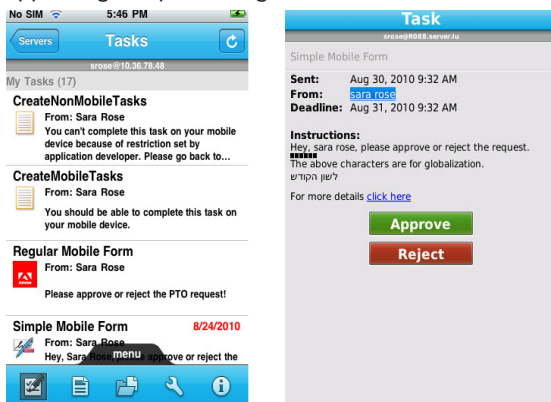 No SIM 5:46 PM
Servers Tasks
srose@10.36.78.48
My Tasks (17)
CreateNonMobileTasks
From: Sara Rose
You can't complete this task on your mobile
device because of restriction set by
application developer. Please go back to...
CreateMobileTasks
From: Sara Rose
You should be able to complete this task on
your mobile device.
Regular Mobile Form
From: Sara Rose
Adobe
Please approve or reject the PTO request!
Simple Mobile Form 8/24/2010
From: Sara Rose
Hey, Sara Rose, approve or reject the
menu
Task
srose@R008.server.lu
Simple Mobile Form
Sent: Aug 30, 2010 9:32 AM
From: sara rose
Deadline: Aug 31, 2010 9:32 AM
Instructions:
Hey, sara rose, please approve or reject the request.
The above characters are for globalization.
לשון הקודש
For more details click here
Approve
Reject